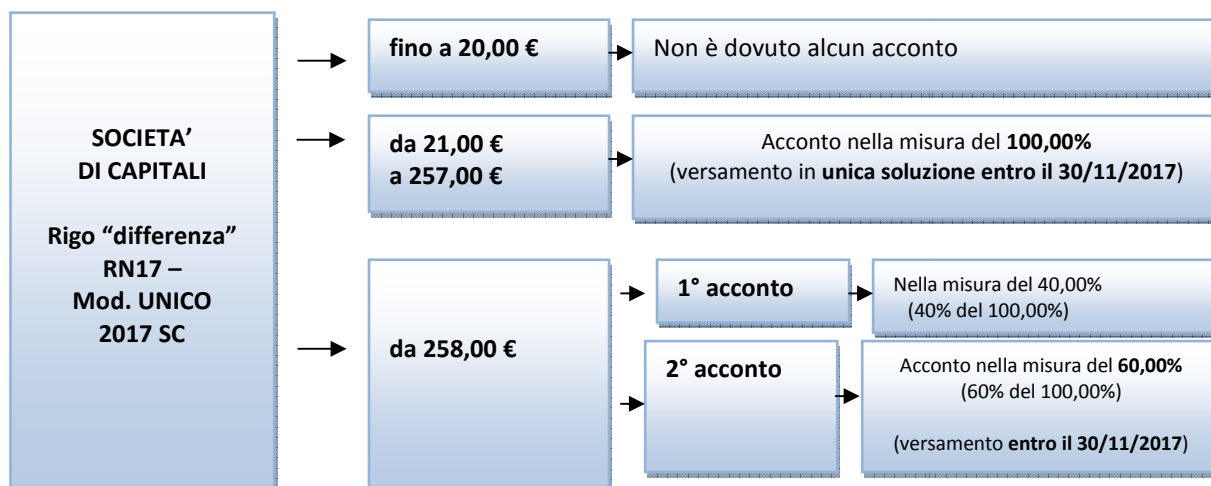 SOCIETA’
DI CAPITALI
Rigo “differenza”
RN17 –
Mod. UNICO
2017 SC
fino a 20,00 €
Non è dovuto alcun acconto
da 21,00 €
a 257,00 €
Acconto nella misura del 100,00%
(versamento in unica soluzione entro il 30/11/2017)
da 258,00 €
1° acconto
Nella misura del 40,00%
(40% del 100,00%)
2° acconto
Acconto nella misura del 60,00%
(60% del 100,00%)
(versamento entro il 30/11/2017)